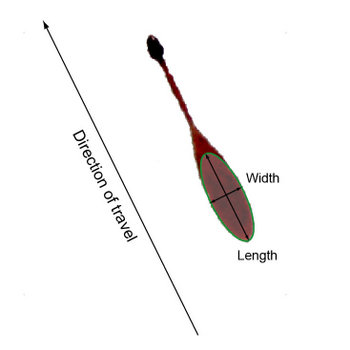 Width
Direction of travel
Length